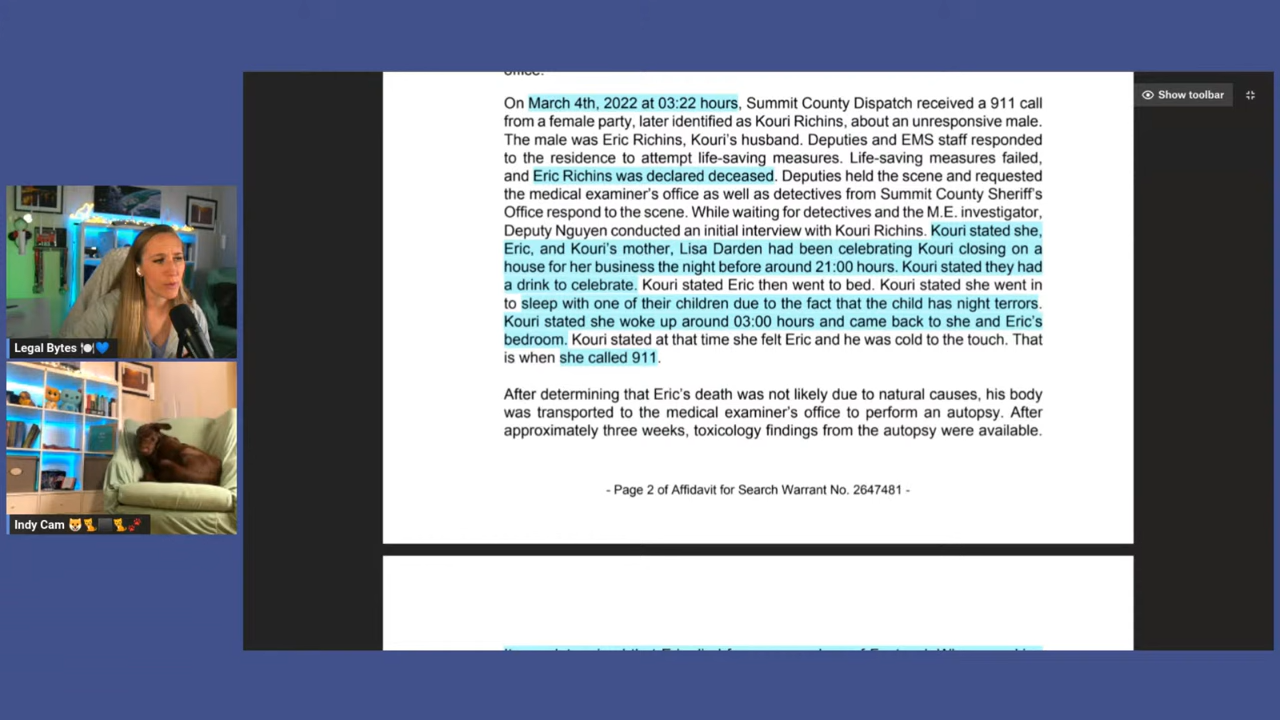 office.
On March 4th, 2022 at 03:22 hours, Summit County Dispatch received a 911 call
from a female party, later identified as Kouri Richins, about an unresponsive male.
The male was Eric Richins, Kouri's husband. Deputies and EMS staff responded
to the residence to attempt life-saving measures. Life-saving measures failed,
and Eric Richins was declared deceased. Deputies held the scene and requested
the medical examiner's office as well as detectives from Summit County Sheriff's
Office respond to the scene. While waiting for detectives and the M.E. investigator,
Deputy Nguyen conducted an initial interview with Kouri Richins. Kouri stated she,
Eric, and Kouri's mother, Lisa Darden had been celebrating Kouri closing on a
house for her business the night before around 21:00 hours. Kouri stated they had
a drink to celebrate. Kouri stated Eric then went to bed. Kouri stated she went in
to sleep with one of their children due to the fact that the child has night terrors.
Kouri stated she woke up around 03:00 hours and came back to she and Eric's
bedroom. Kouri stated at that time she felt Eric and he was cold to the touch. That
is when she called 911.
After determining that Eric's death was not likely due to natural causes, his body
was transported to the medical examiner's office to perform an autopsy. After
approximately three weeks, toxicology findings from the autopsy were available.
- Page 2 of Affidavit for Search Warrant No. 2647481 -
Show toolbar
Legal Bytes 🍽️💙
Indy Cam